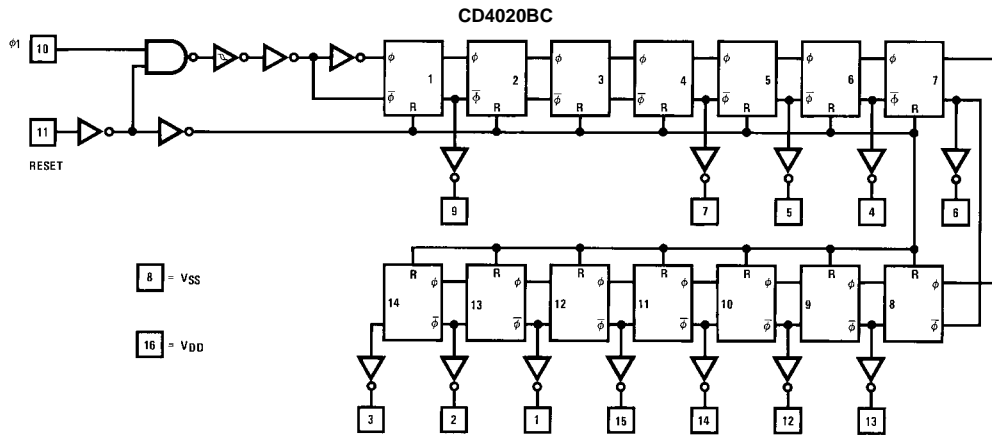 CD4020BC
ϕ1 10
ϕ ϕ ϕ ϕ ϕ ϕ ϕ
1 2 3 4 5 6 7
ϕ̅ ϕ̅ ϕ̅ ϕ̅ ϕ̅ ϕ̅ ϕ̅
R R R R R R R
11
RESET
9 7 5 4 6
R R R R R R R
8 = VSS
ϕ ϕ ϕ ϕ ϕ ϕ
14 13 12 11 10 9 8
ϕ̅ ϕ̅ ϕ̅ ϕ̅ ϕ̅ ϕ̅
16 = VDD
3 2 1 15 14 12 13